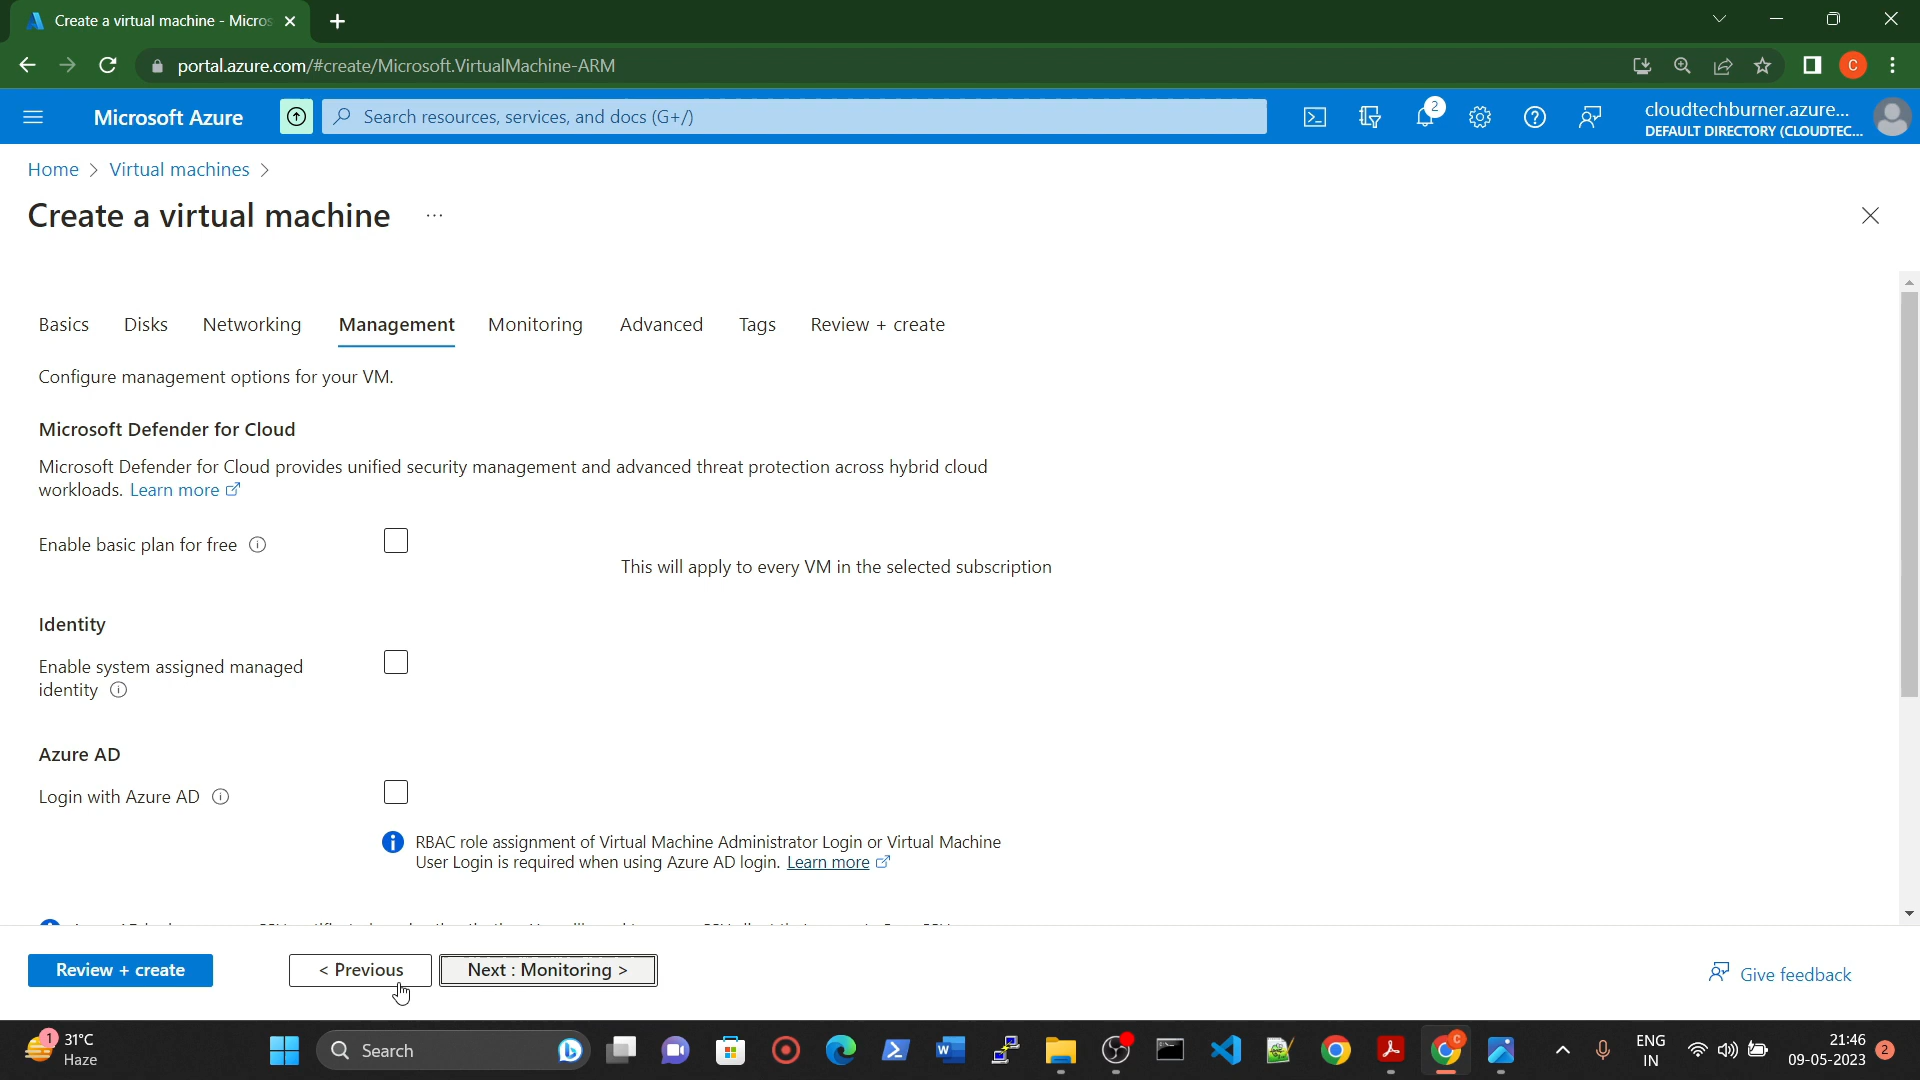 Create a virtual machine - Micros
portal.azure.com/#create/Microsoft.VirtualMachine-ARM
C
Microsoft Azure
Search resources, services, and docs (G+/)
2
cloudtechburner.azure...
DEFAULT DIRECTORY (CLOUDTEC...
Home > Virtual machines >
Create a virtual machine ...
Basics Disks Networking Management Monitoring Advanced Tags Review + create
Configure management options for your VM.
Microsoft Defender for Cloud
Microsoft Defender for Cloud provides unified security management and advanced threat protection across hybrid cloud
workloads. Learn more
Enable basic plan for free
This will apply to every VM in the selected subscription
Identity
Enable system assigned managed
identity
Azure AD
Login with Azure AD
RBAC role assignment of Virtual Machine Administrator Login or Virtual Machine
User Login is required when using Azure AD login. Learn more
Review + create
< Previous
Next : Monitoring >
Give feedback
1
31°C
Haze
Search
ENG
IN
21:46
09-05-2023
2